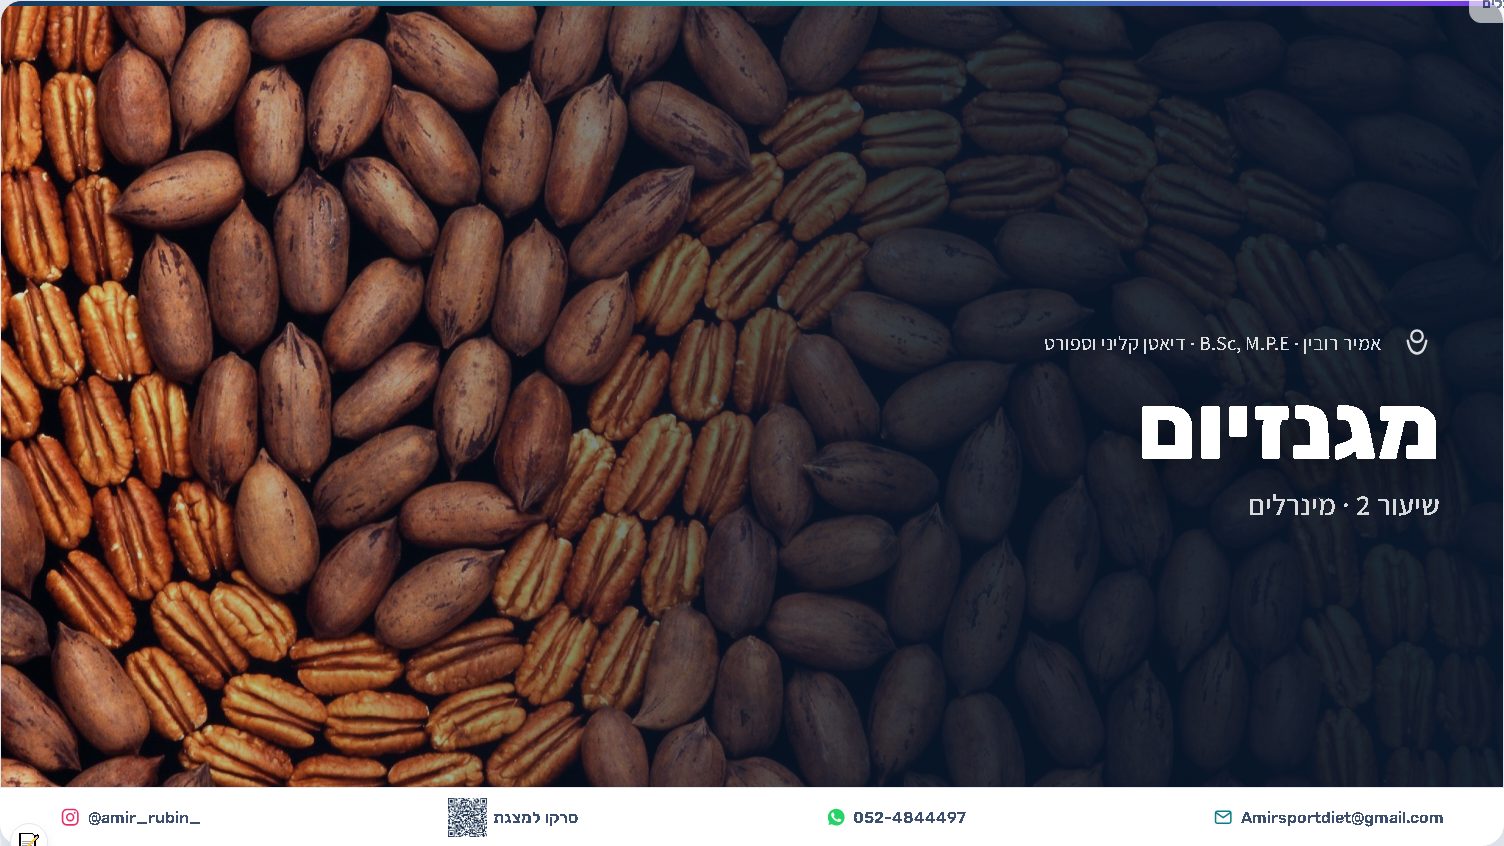 אמיר רובין · B.Sc, M.P.E · דיאטן קליני וספורט
מגנזיום
שיעור 2 · מינרלים
@amir_rubin_
סרקו למצגת
052-4844497
Amirsportdiet@gmail.com